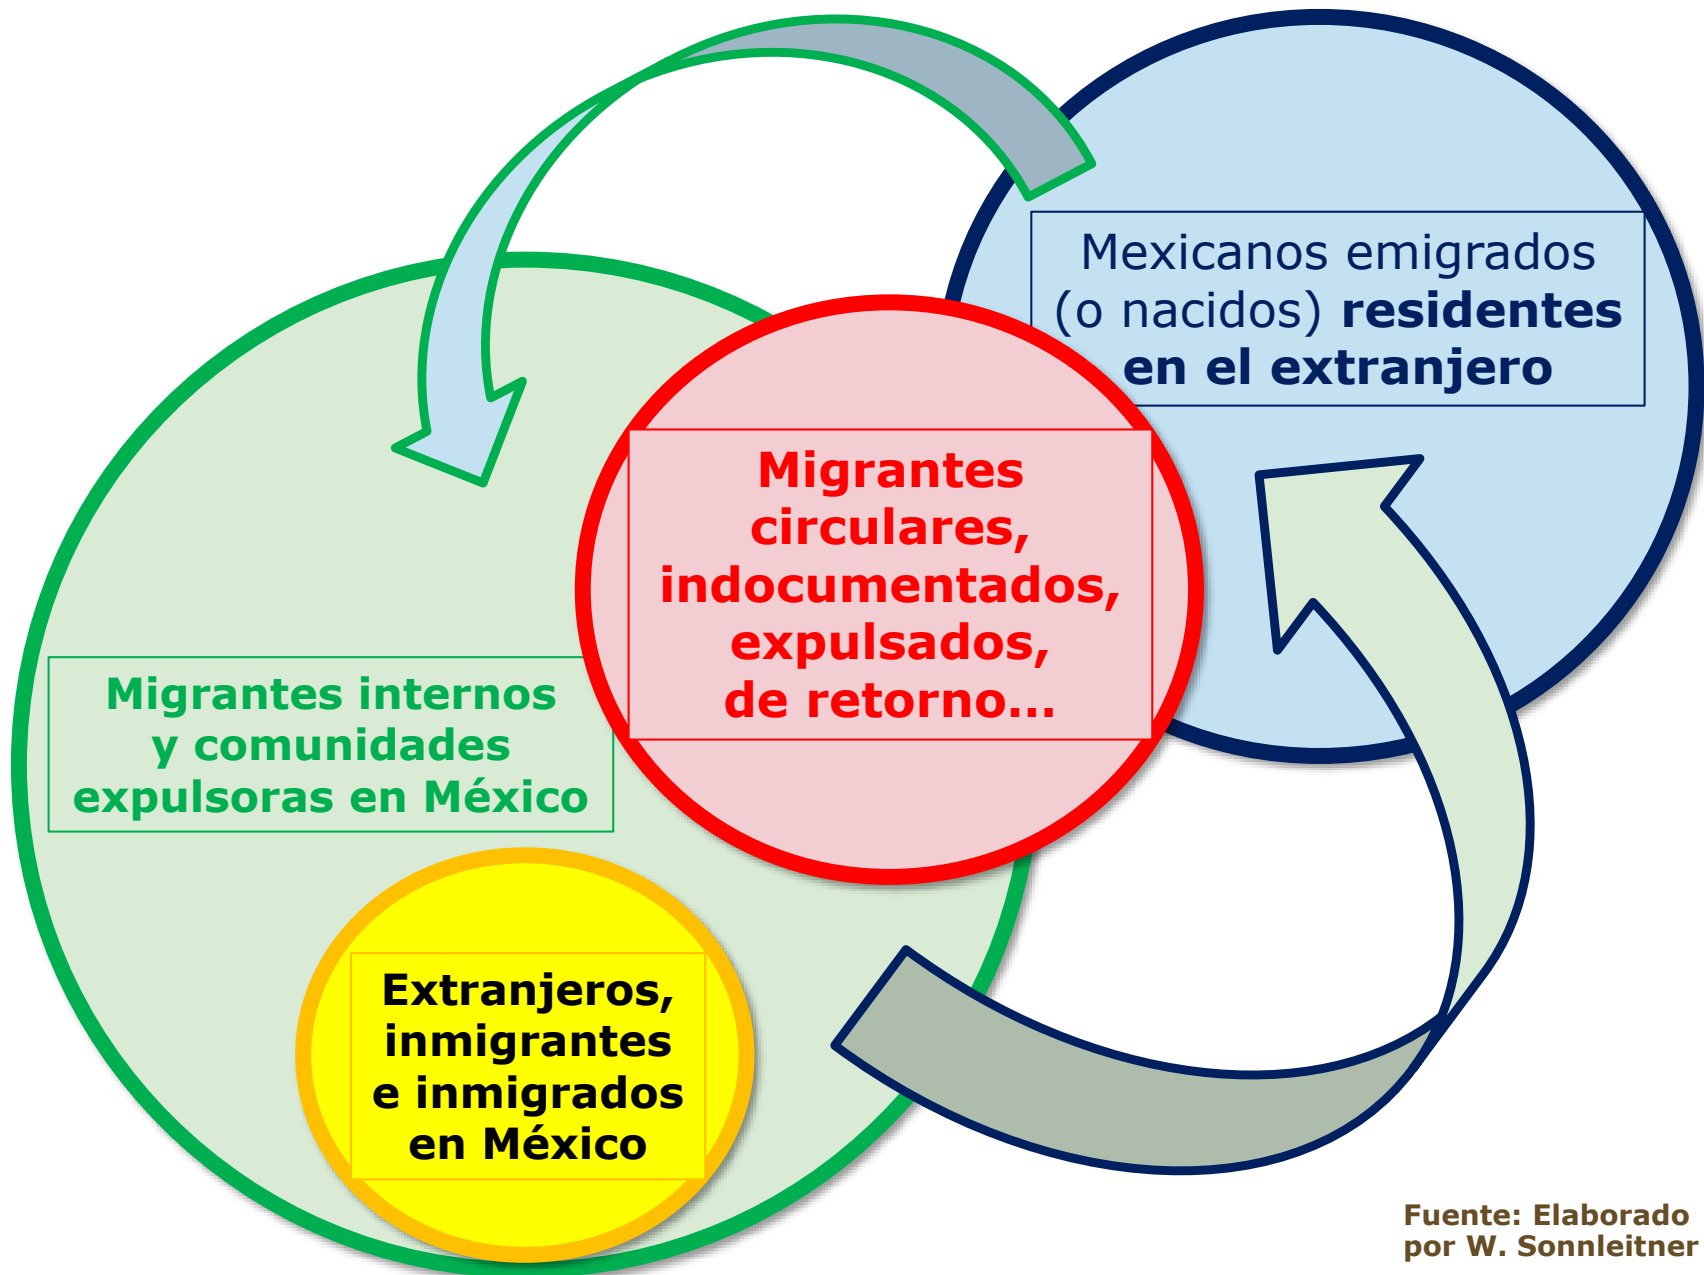 Mexicanos emigrados
(o nacidos) residentes
en el extranjero
Migrantes
circulares,
indocumentados,
expulsados,
de retorno...
Migrantes internos
y comunidades
expulsoras en México
Extranjeros,
inmigrantes
e inmigrados
en México
Fuente: Elaborado
por W. Sonnleitner